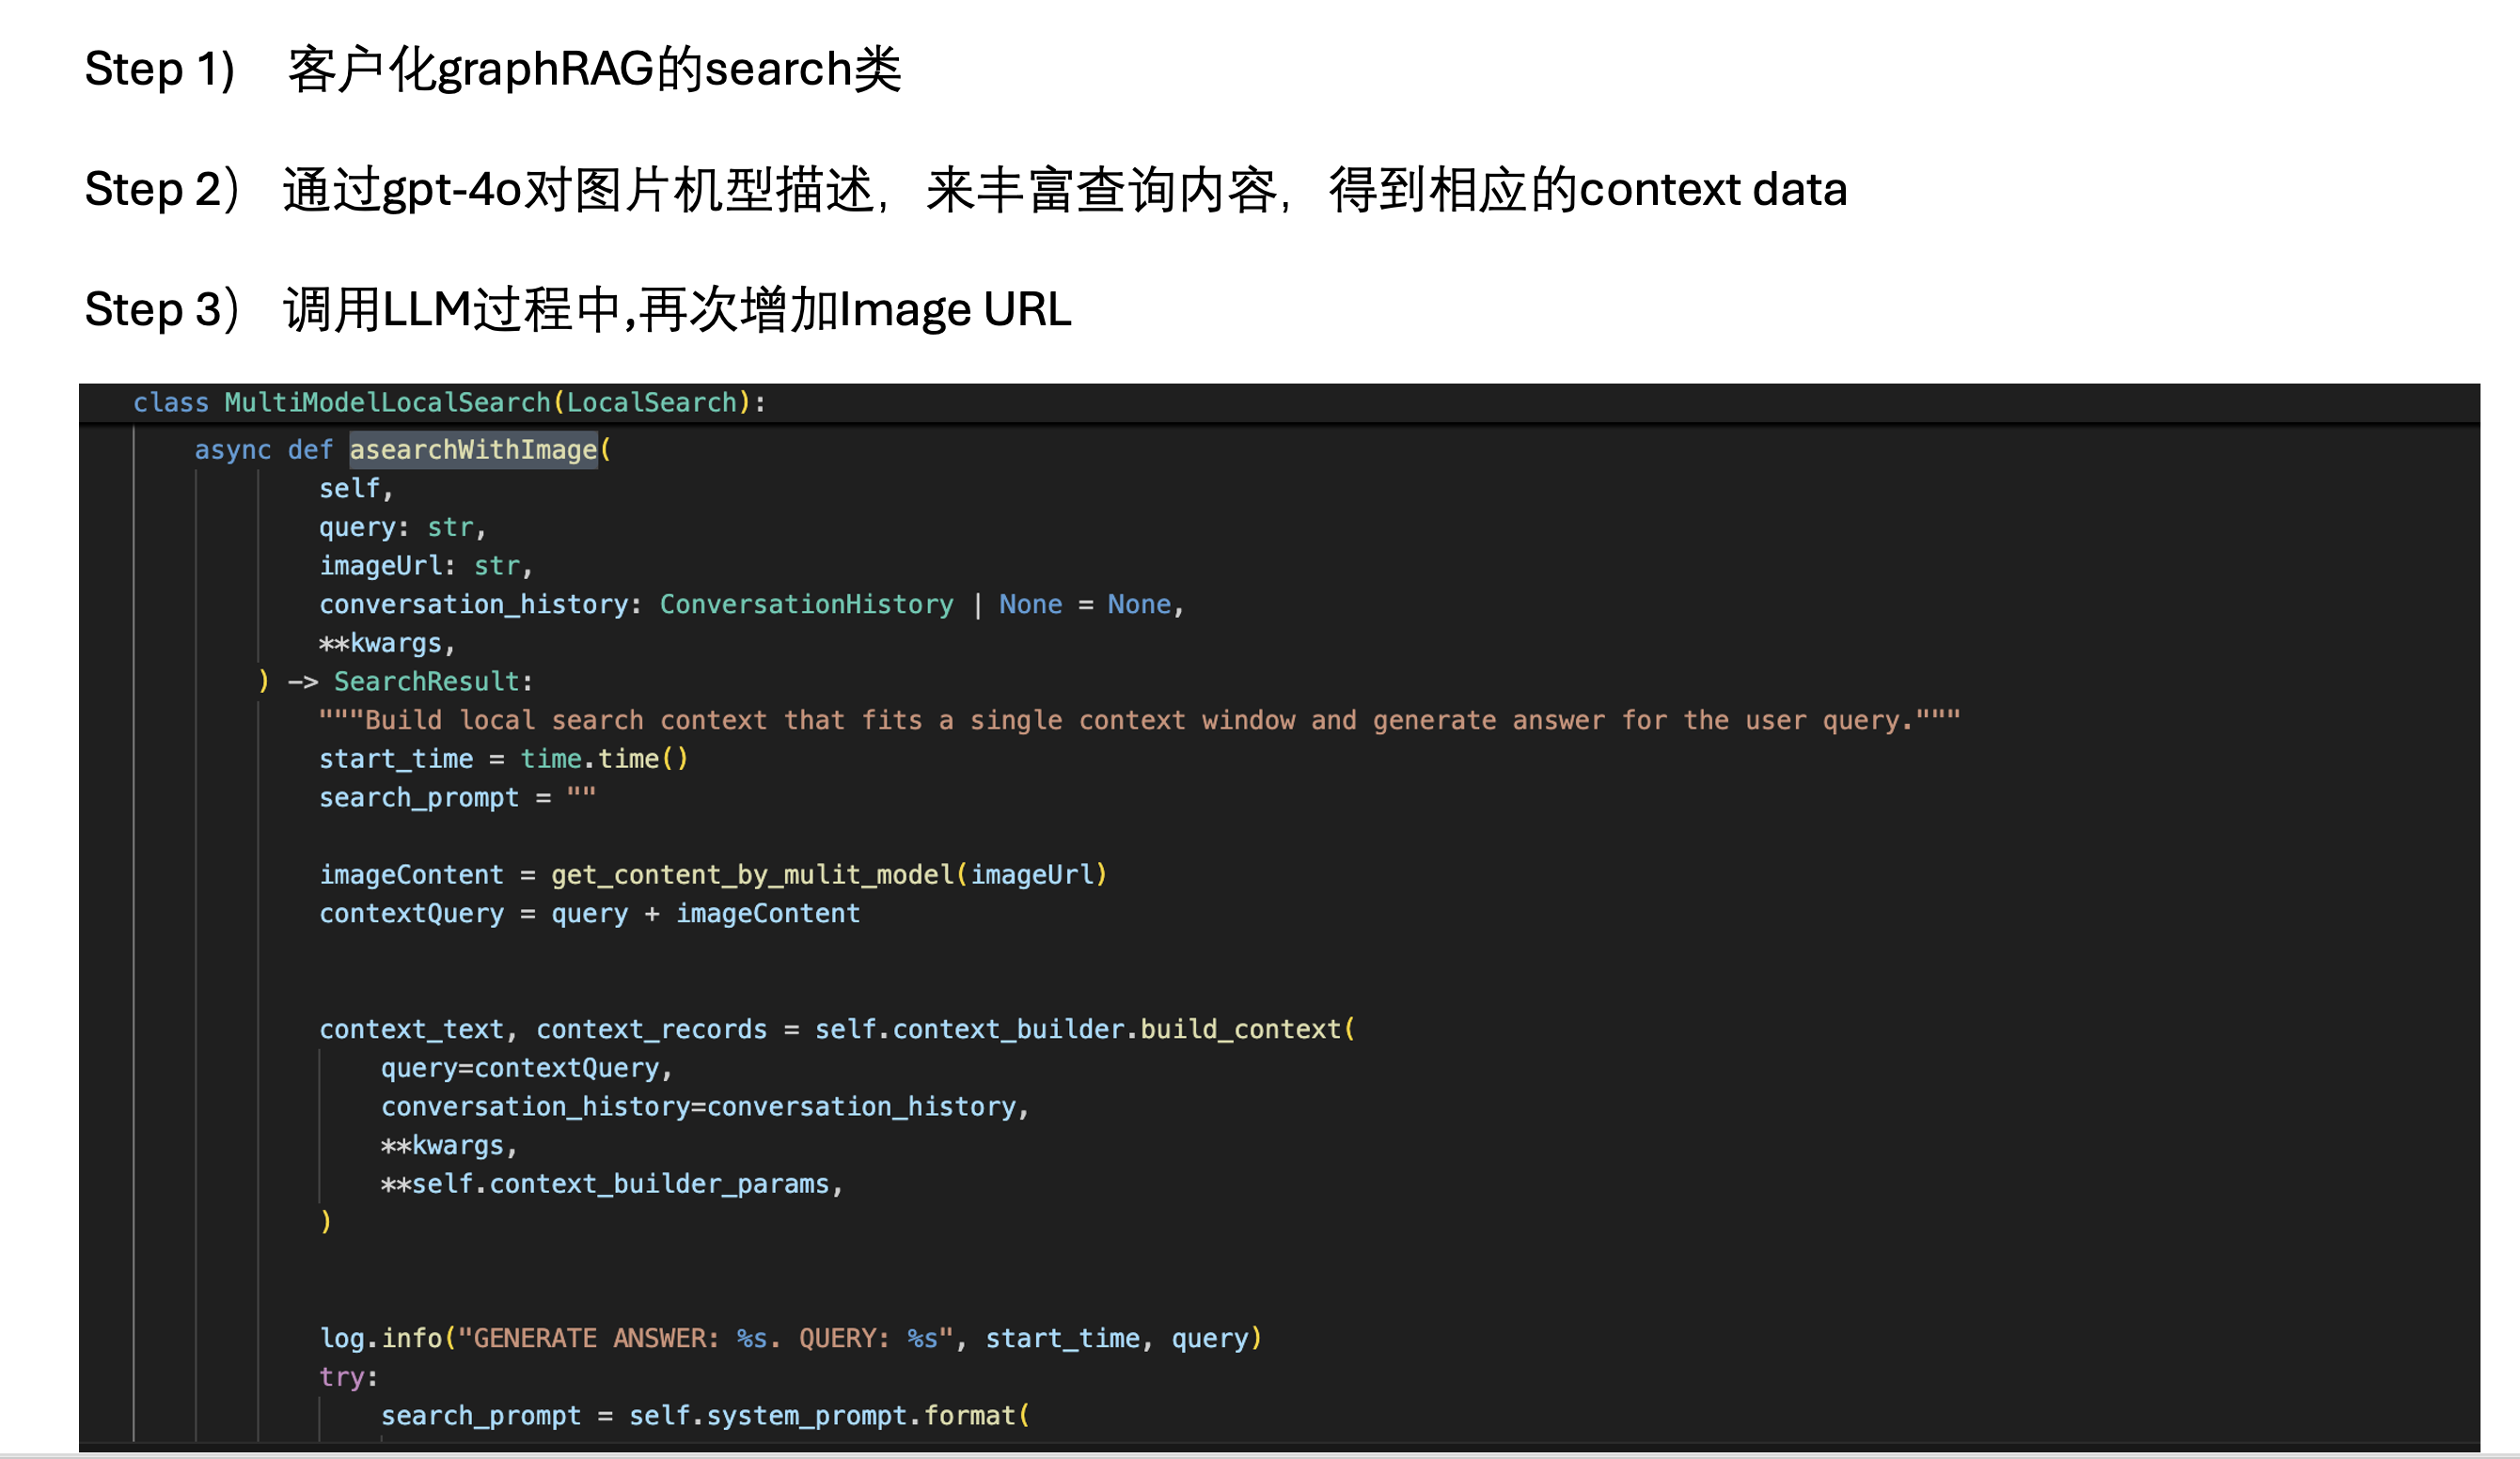 Step 1)    客户化graphRAG的search类
Step 2）  通过gpt-4o对图片机型描述，来丰富查询内容，得到相应的context data
Step 3）  调用LLM过程中,再次增加Image URL
class MultiModelLocalSearch(LocalSearch):
    async def asearchWithImage(
            self,
            query: str,
            imageUrl: str,
            conversation_history: ConversationHistory | None = None,
            **kwargs,
        ) -> SearchResult:
            """Build local search context that fits a single context window and generate answer for the user query."""
            start_time = time.time()
            search_prompt = ""
            imageContent = get_content_by_mulit_model(imageUrl)
            contextQuery = query + imageContent
            context_text, context_records = self.context_builder.build_context(
                query=contextQuery,
                conversation_history=conversation_history,
                **kwargs,
                **self.context_builder_params,
            )
            log.info("GENERATE ANSWER: %s. QUERY: %s", start_time, query)
            try:
                search_prompt = self.system_prompt.format(